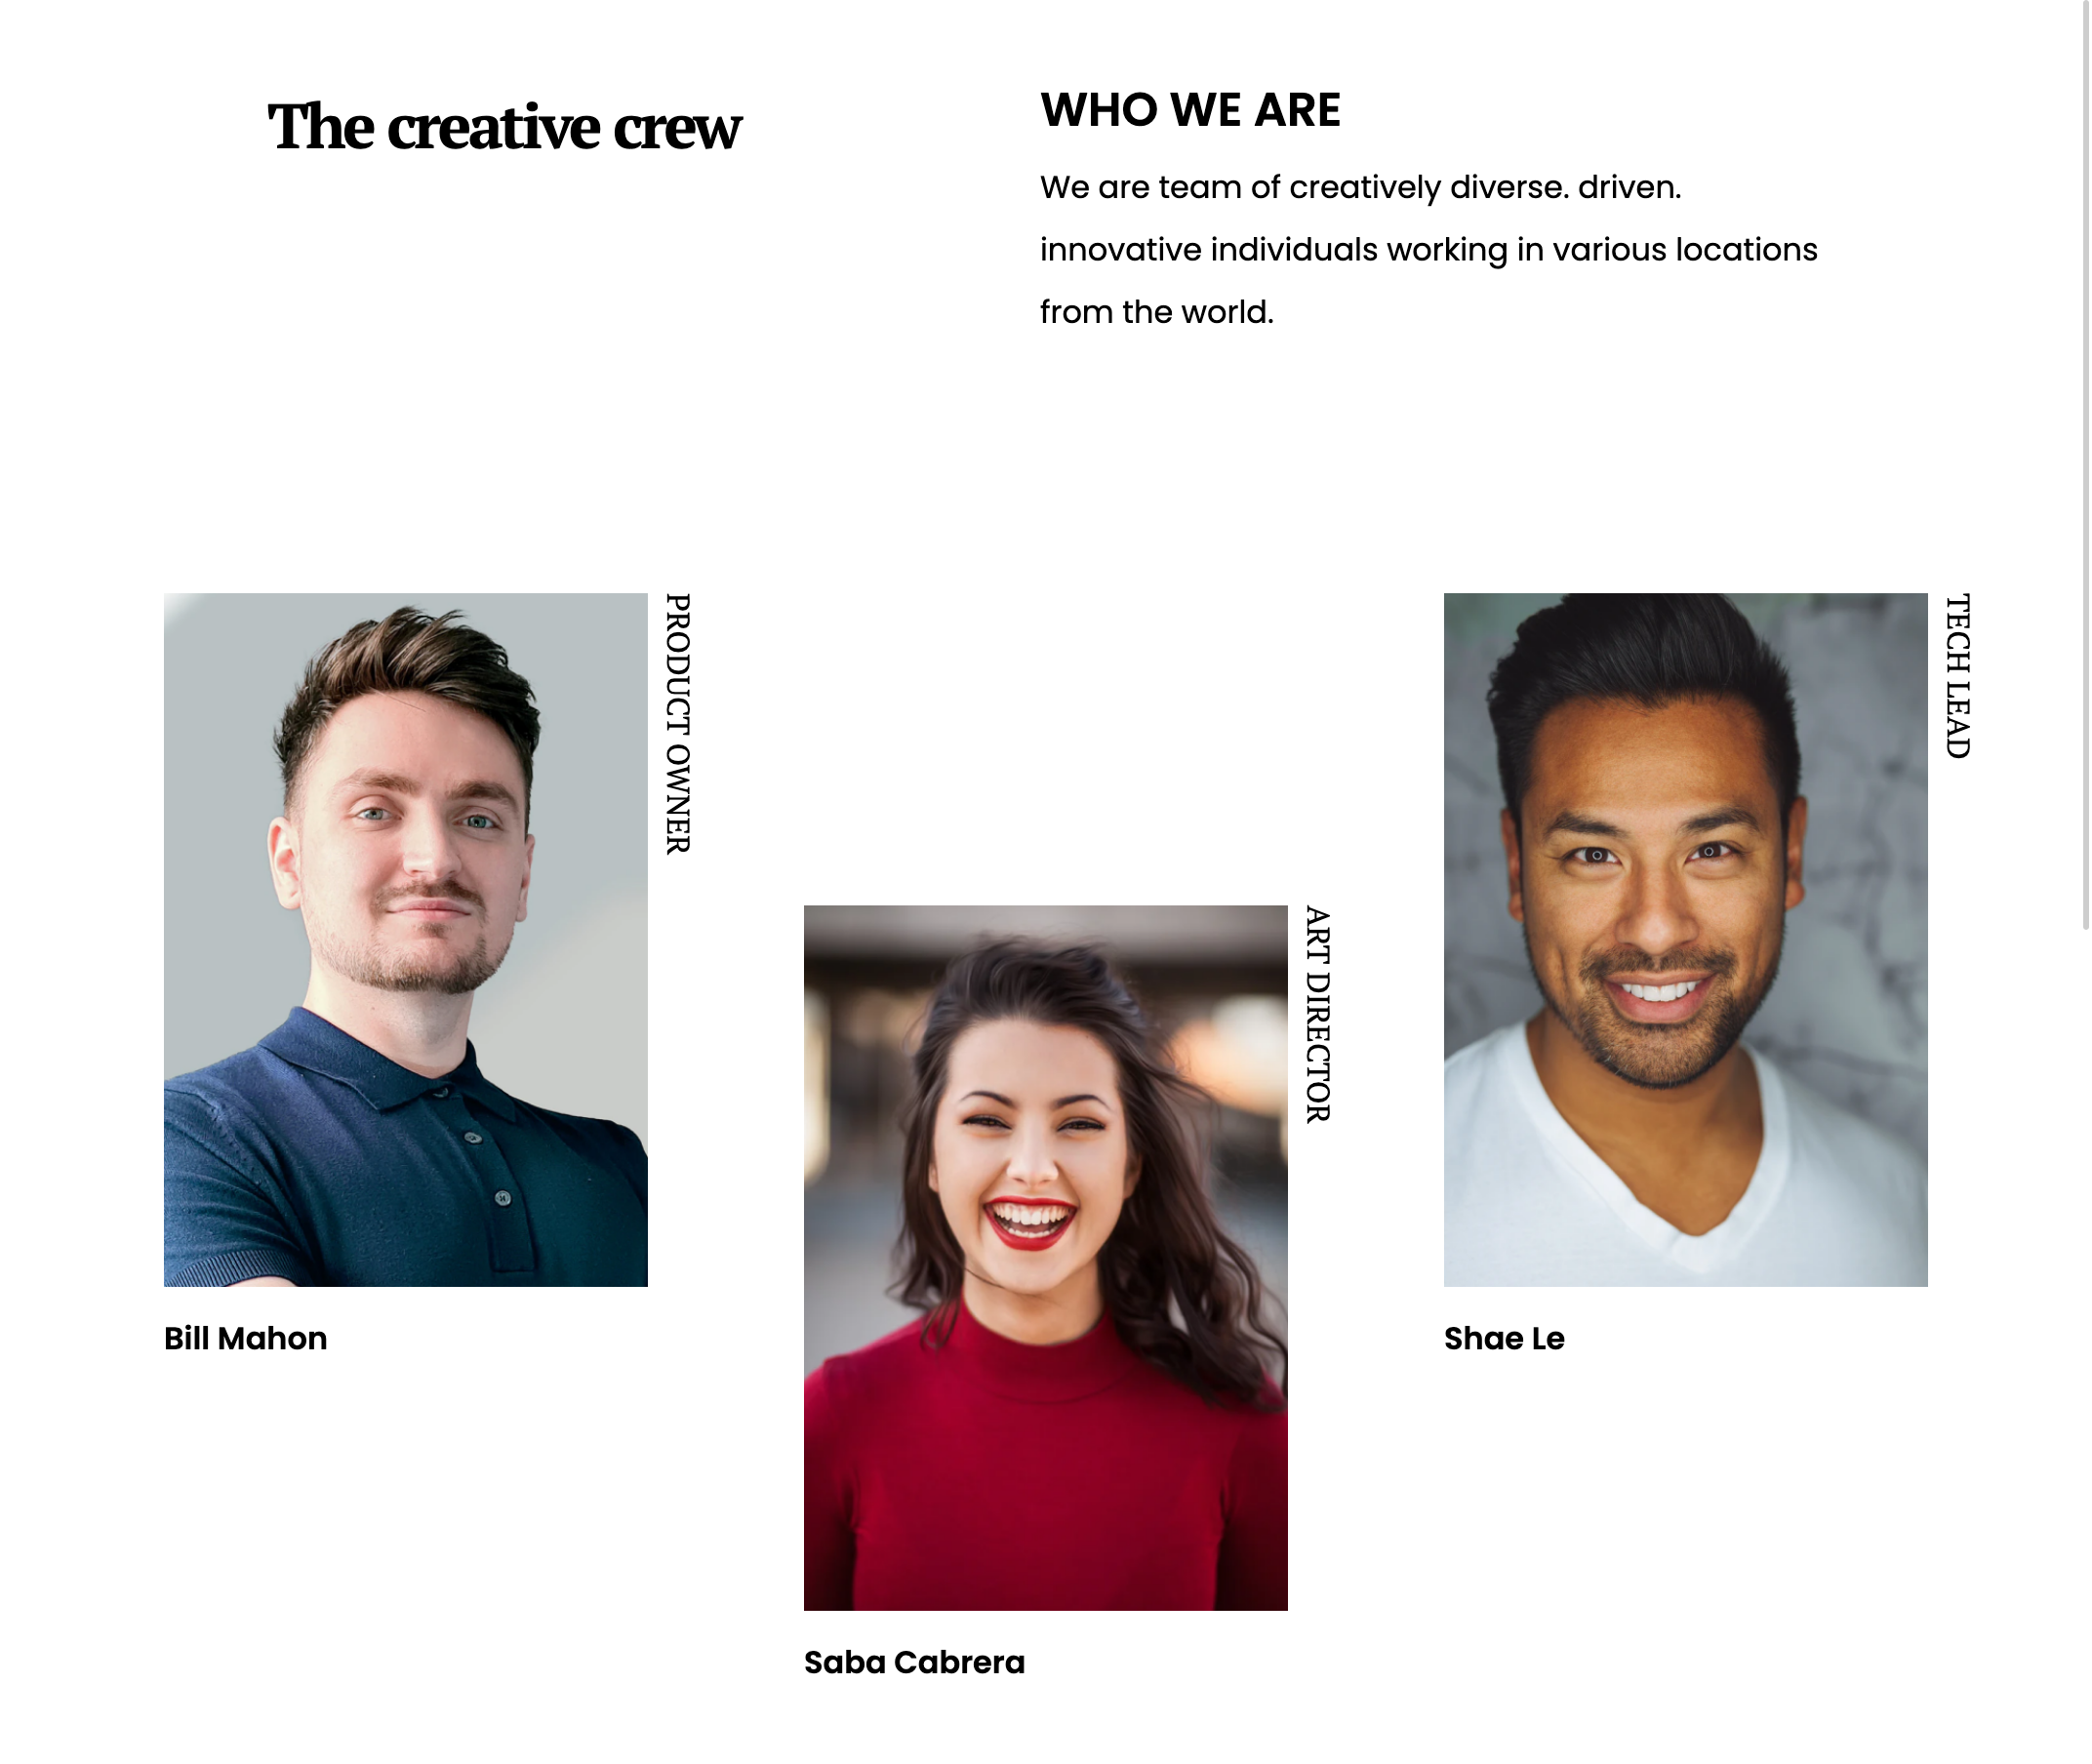 The creative crew
WHO WE ARE
We are team of creatively diverse. driven.
innovative individuals working in various locations
from the world.
PRODUCT OWNER
Bill Mahon
ART DIRECTOR
Saba Cabrera
TECH LEAD
Shae Le